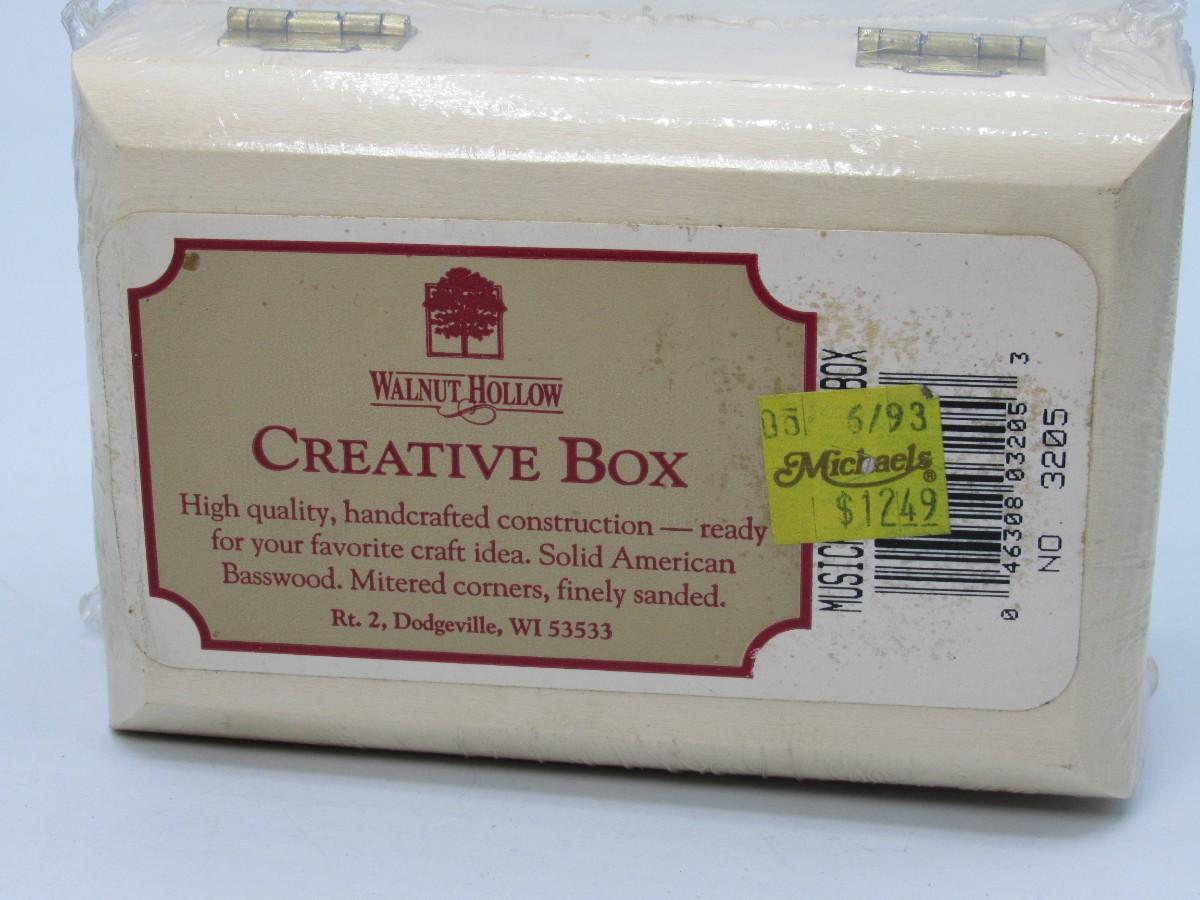 WALNUT HOLLOW
CREATIVE BOX
High quality, handcrafted construction — ready
for your favorite craft idea. Solid American
Basswood. Mitered corners, finely sanded.
Rt. 2, Dodgeville, WI 53533
05 6/93
Michaels®
$1249
BOX
0 46308 03205 3
NO. 3205